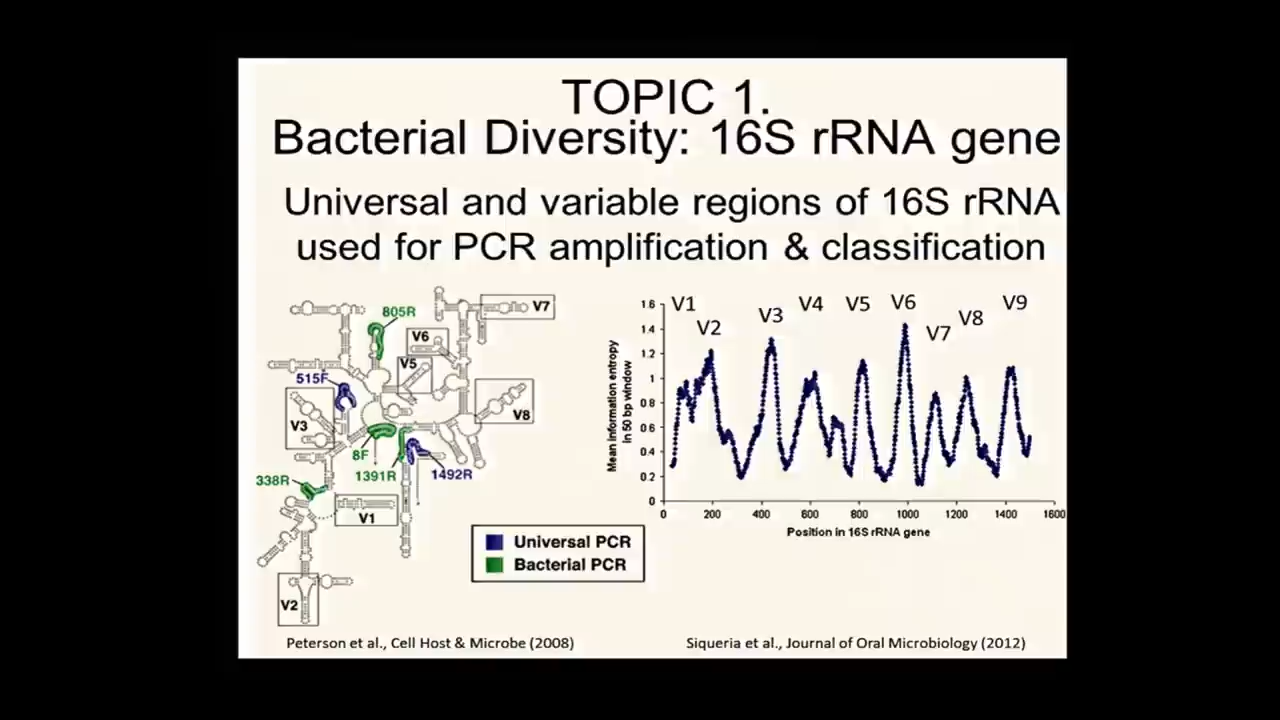 TOPIC 1.
Bacterial Diversity: 16S rRNA gene
Universal and variable regions of 16S rRNA
used for PCR amplification & classification
805R
V7
V6
V5
515F
V8
V3
8F
1391R
1492R
338R
V1
V2
Universal PCR
Bacterial PCR
V1
V2
V3
V4
V5
V6
V7
V8
V9
Mean information entropy
in 50 bp window
1.6
1.4
1.2
1
0.8
0.6
0.4
0.2
0
0 200 400 600 800 1000 1200 1400 1600
Position in 16S rRNA gene
Peterson et al., Cell Host & Microbe (2008)
Siqueria et al., Journal of Oral Microbiology (2012)